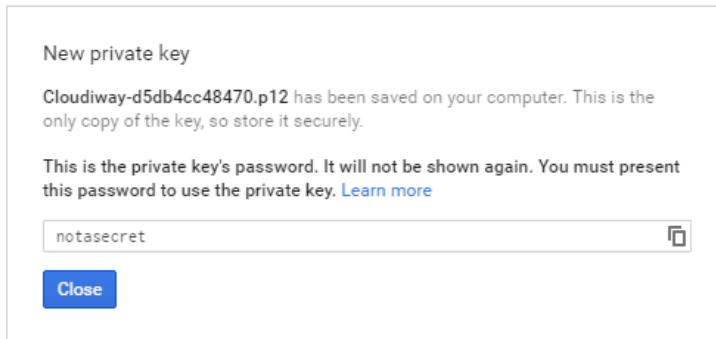 New private key
Cloudiway-d5db4cc48470.p12 has been saved on your computer. This is the
only copy of the key, so store it securely.
This is the private key's password. It will not be shown again. You must present
this password to use the private key. Learn more
notasecret
Close